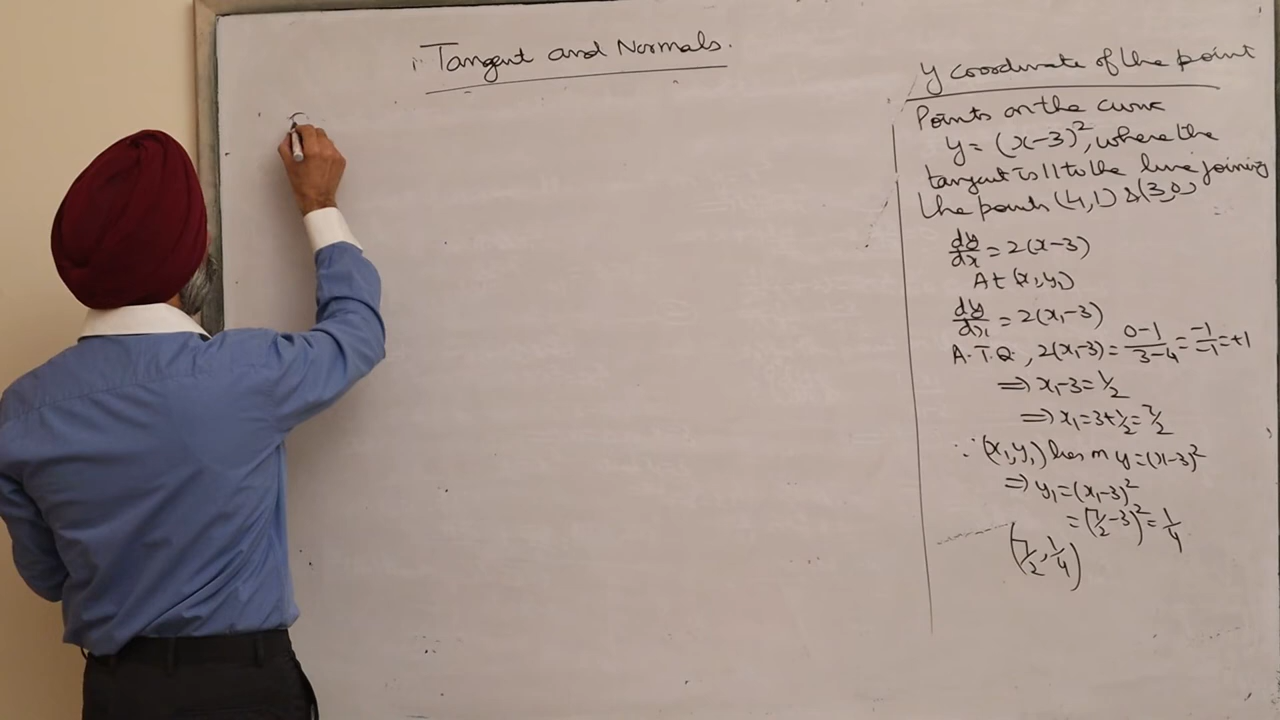 Tangent and Normals.
Y coordinate of the point
Points on the curve
y = (x-3)², where the
tangent is || to the line joining
the points (4,1) & (3,0)
dy/dx = 2(x-3)
At (x₁,y₁)
dy/dx₁ = 2(x₁-3)
A.T.Q., 2(x₁-3) = 0-1/3-4 = -1/-1 = +1
⇒ x₁-3 = 1/2
⇒ x₁ = 3+1/2 = 7/2
∵ (x₁,y₁) lies on y = (x-3)²
⇒ y₁ = (x₁-3)²
= (7/2-3)² = 1/4
(7/2, 1/4)